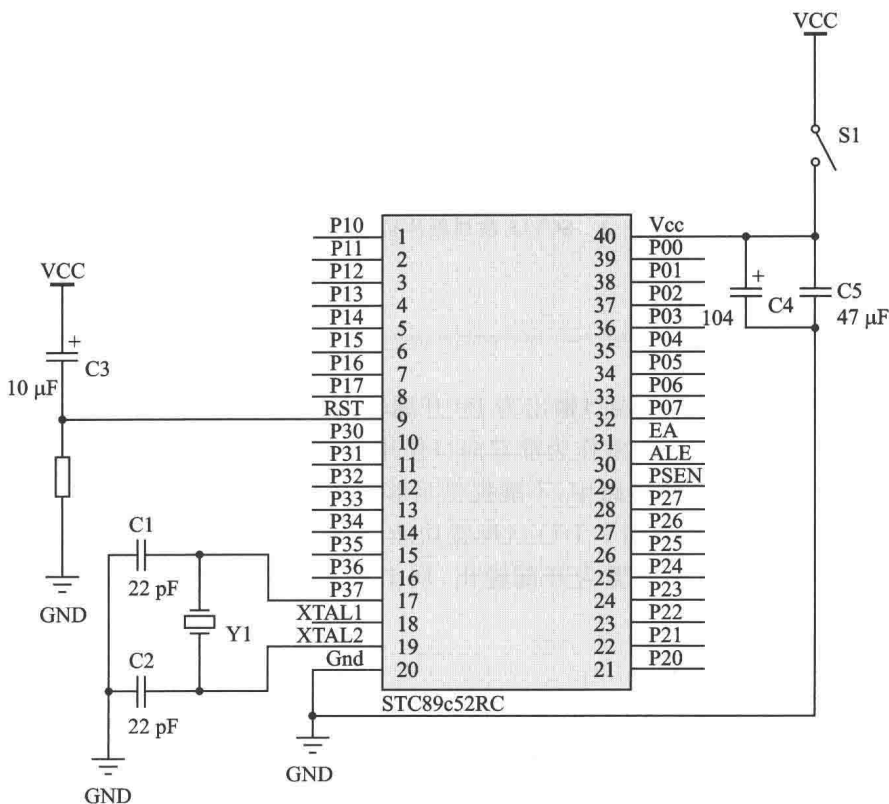 VCC
S1
VCC
+
C3
10 μF
GND
C1
22 pF
Y1
C2
22 pF
GND
P10
P11
P12
P13
P14
P15
P16
P17
RST
P30
P31
P32
P33
P34
P35
P36
P37
XTAL1
XTAL2
Gnd
1
2
3
4
5
6
7
8
9
10
11
12
13
14
15
16
17
18
19
20
40
39
38
37
36
35
34
33
32
31
30
29
28
27
26
25
24
23
22
21
Vcc
P00
P01
P02
P03
P04
P05
P06
P07
EA
ALE
PSEN
P27
P26
P25
P24
P23
P22
P21
P20
+
104
C4
C5
47 μF
STC89c52RC
GND